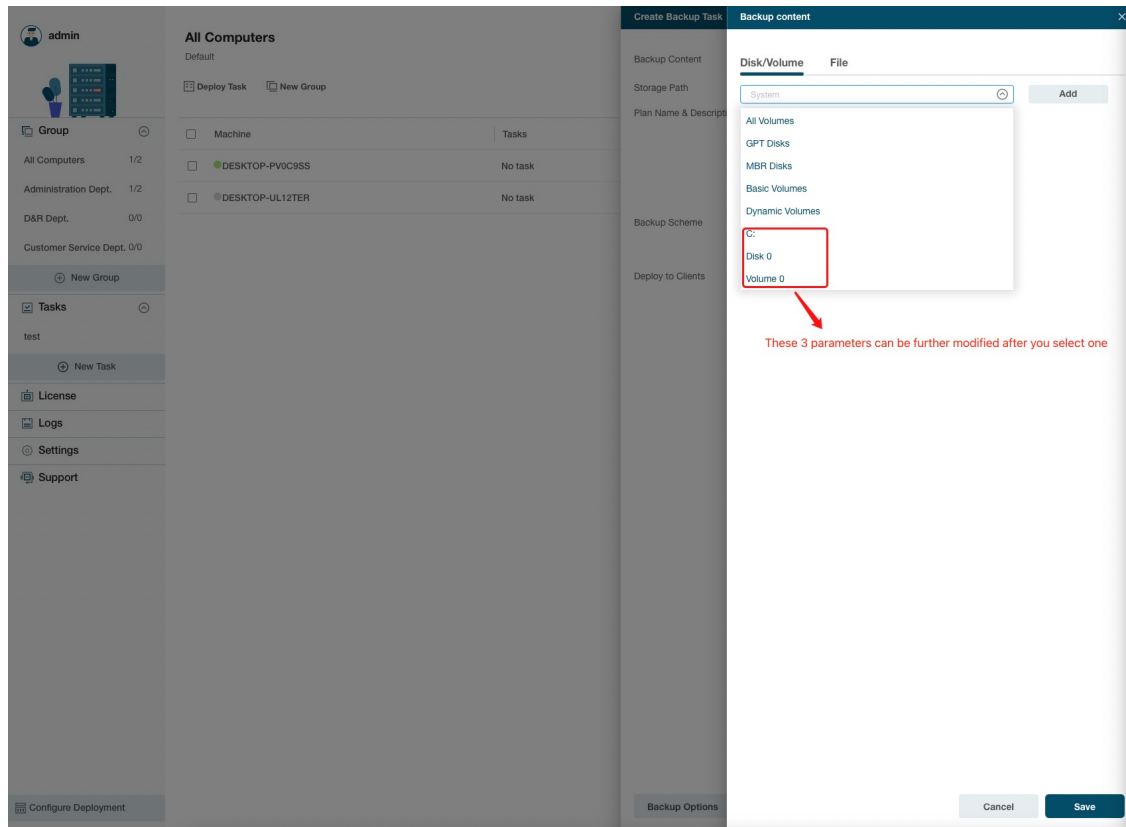 admin
Group
All Computers 1/2
Administration Dept. 1/2
D&R Dept. 0/0
Customer Service Dept. 0/0
New Group
Tasks
test
New Task
License
Logs
Settings
Support
Configure Deployment
All Computers
Default
Deploy Task New Group
Machine Tasks
DESKTOP-PV0C9SS No task
DESKTOP-UL12TER No task
Create Backup Task
Backup Content
Storage Path
Plan Name & Descripti
Backup Scheme
Deploy to Clients
Backup Options
Backup content
Disk/Volume File
System Add
All Volumes
GPT Disks
MBR Disks
Basic Volumes
Dynamic Volumes
C:
Disk 0
Volume 0
These 3 parameters can be further modified after you select one
Cancel Save